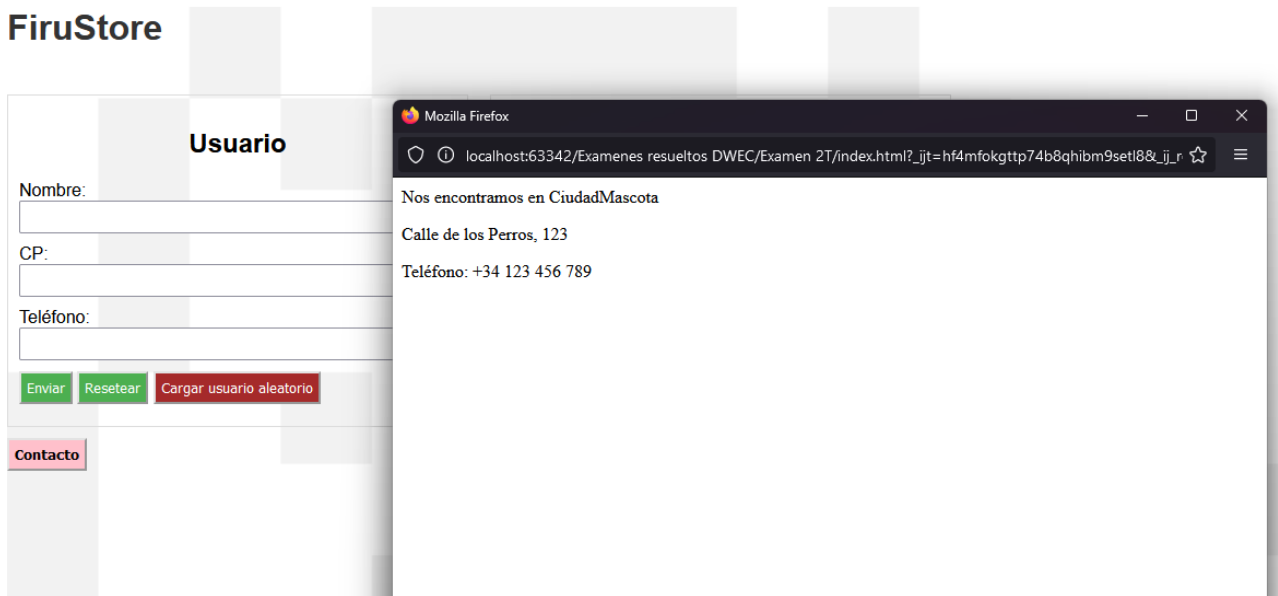 FiruStore
Usuario
Nombre:
CP:
Teléfono:
Enviar
Resetear
Cargar usuario aleatorio
Contacto
Mozilla Firefox
localhost:63342/Examenes resueltos DWEC/Examen 2T/index.html?_ijt=hf4mfokgttp74b8qhibm9setl8&_ij_r
Nos encontramos en CiudadMascota
Calle de los Perros, 123
Teléfono: +34 123 456 789